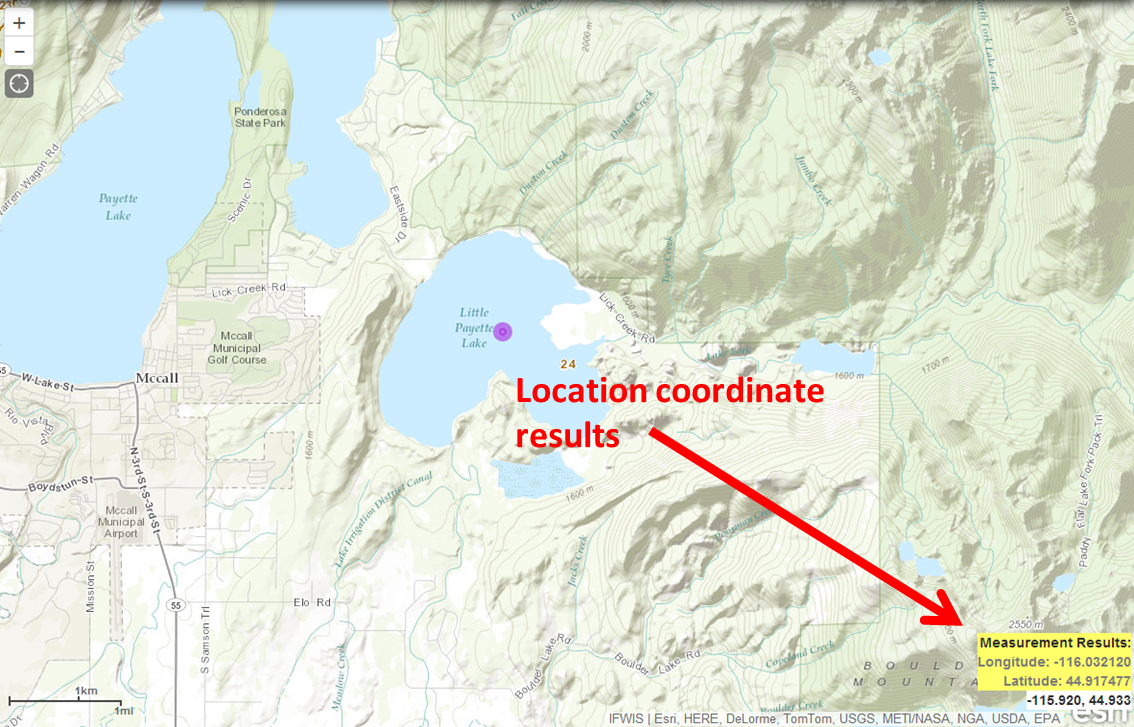 +
−
Fall Creek
2000 m
2300 m
2400 m
North Fork Lake Fork
Ponderosa
State Park
Duston Creek
Duston Creek
Jumbo Creek
Warren Wagon Rd
Payette
Lake
Scenic Dr
Eastside Dr
Tyee Creek
Lick Creek Rd
Little
Payette
Lake
1600 m
Lick Creek Rd
Mccall
Municipal
Golf Course
Lake Fork
24
1600 m
1700 m
55
W-Lake-St
Mccall
Location coordinate
results
Rio Vista Blvd
N-3rd-St-S-3rd-St
1600 m
Boydstun-St
Lake Irrigation District Canal
1600 m
Mccall
Municipal
Airport
Jacks Creek
Paddy Flat Lake Fork Pack Trl
Mission St
55
Elo Rd
S Samson Trl
2550 m
Meadow Creek
Boulder Lake Rd
Boulder Lake Rd
Copeland Creek
Boulder Creek
BOULD
MOUNTA
Measurement Results:
Longitude: -116.032120
Latitude: 44.917477
-115.920, 44.933
1km
1mi
IFWIS | Esri, HERE, DeLorme, TomTom, USGS, METI/NASA, NGA, USDA, EPA
esri